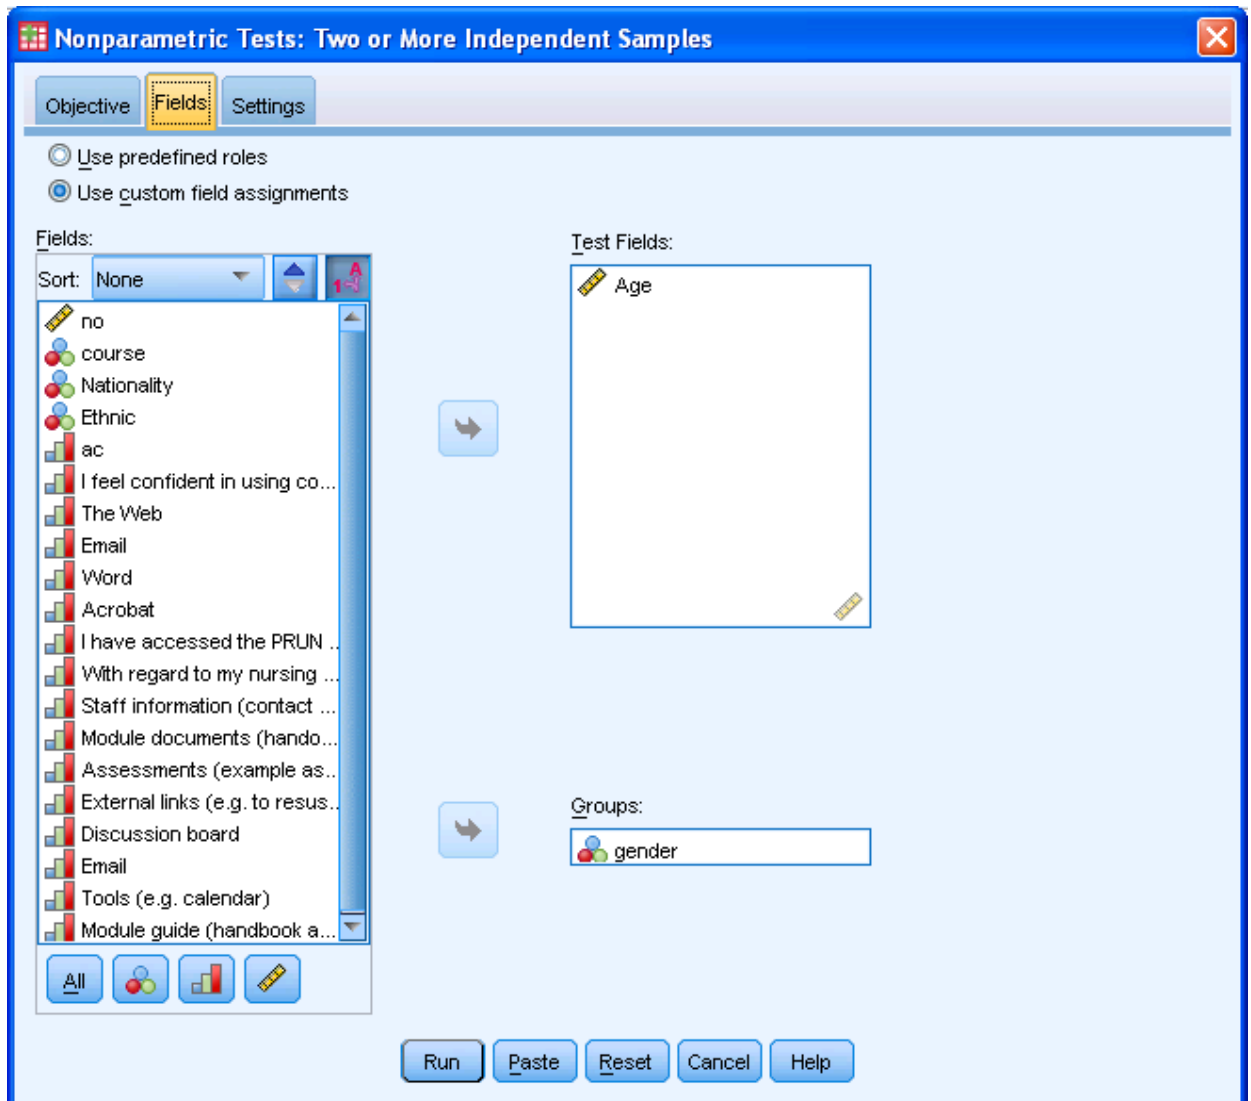 Nonparametric Tests: Two or More Independent Samples
Objective Fields Settings
Use predefined roles
Use custom field assignments
Fields:
Sort: None
no
course
Nationality
Ethnic
ac
I feel confident in using co...
The Web
Email
Word
Acrobat
I have accessed the PRUN ..
With regard to my nursing ...
Staff information (contact ...
Module documents (hando...
Assessments (example as..
External links (e.g. to resus..
Discussion board
Email
Tools (e.g. calendar)
Module guide (handbook a...
All
Test Fields:
Age
Groups:
gender
Run Paste Reset Cancel Help